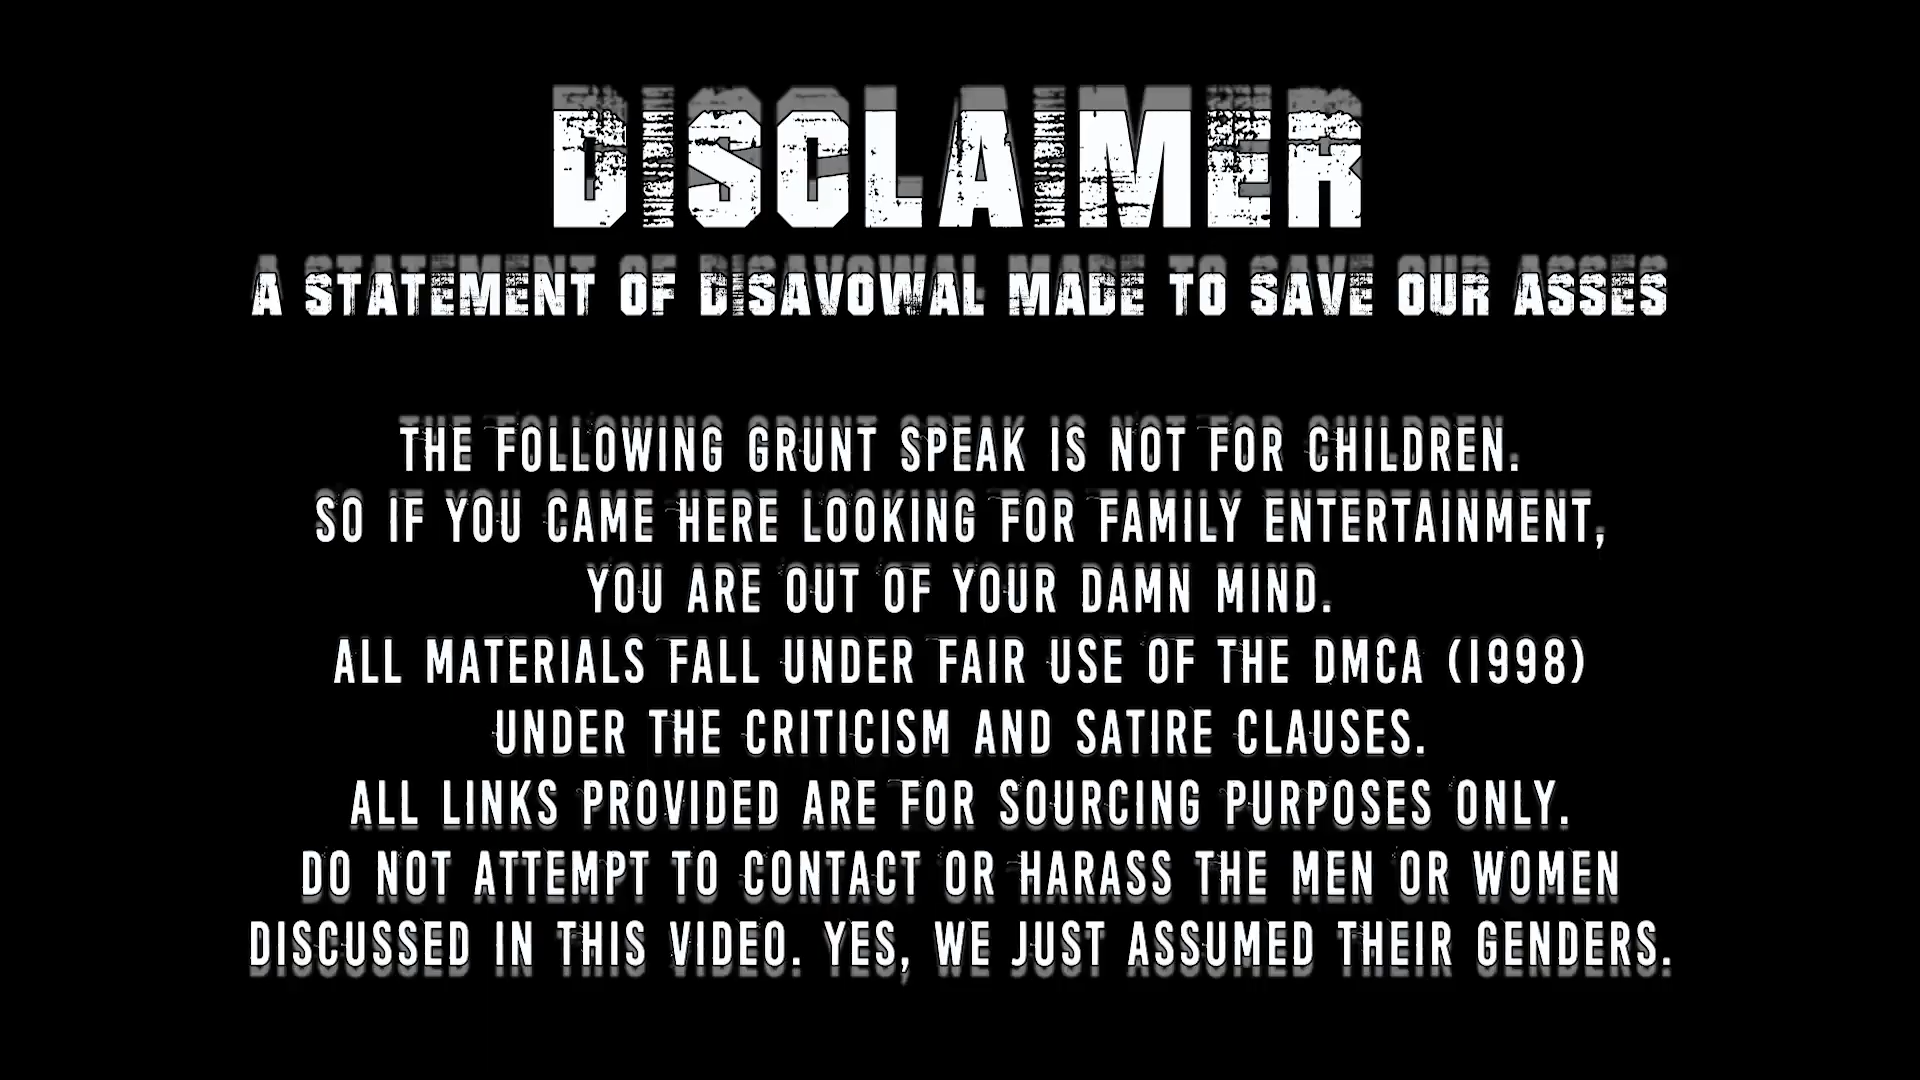 DISCLAIMER
A STATEMENT OF DISAVOWAL MADE TO SAVE OUR ASSES
THE FOLLOWING GRUNT SPEAK IS NOT FOR CHILDREN.
SO IF YOU CAME HERE LOOKING FOR FAMILY ENTERTAINMENT,
YOU ARE OUT OF YOUR DAMN MIND.
ALL MATERIALS FALL UNDER FAIR USE OF THE DMCA (1998)
UNDER THE CRITICISM AND SATIRE CLAUSES.
ALL LINKS PROVIDED ARE FOR SOURCING PURPOSES ONLY.
DO NOT ATTEMPT TO CONTACT OR HARASS THE MEN OR WOMEN
DISCUSSED IN THIS VIDEO. YES, WE JUST ASSUMED THEIR GENDERS.